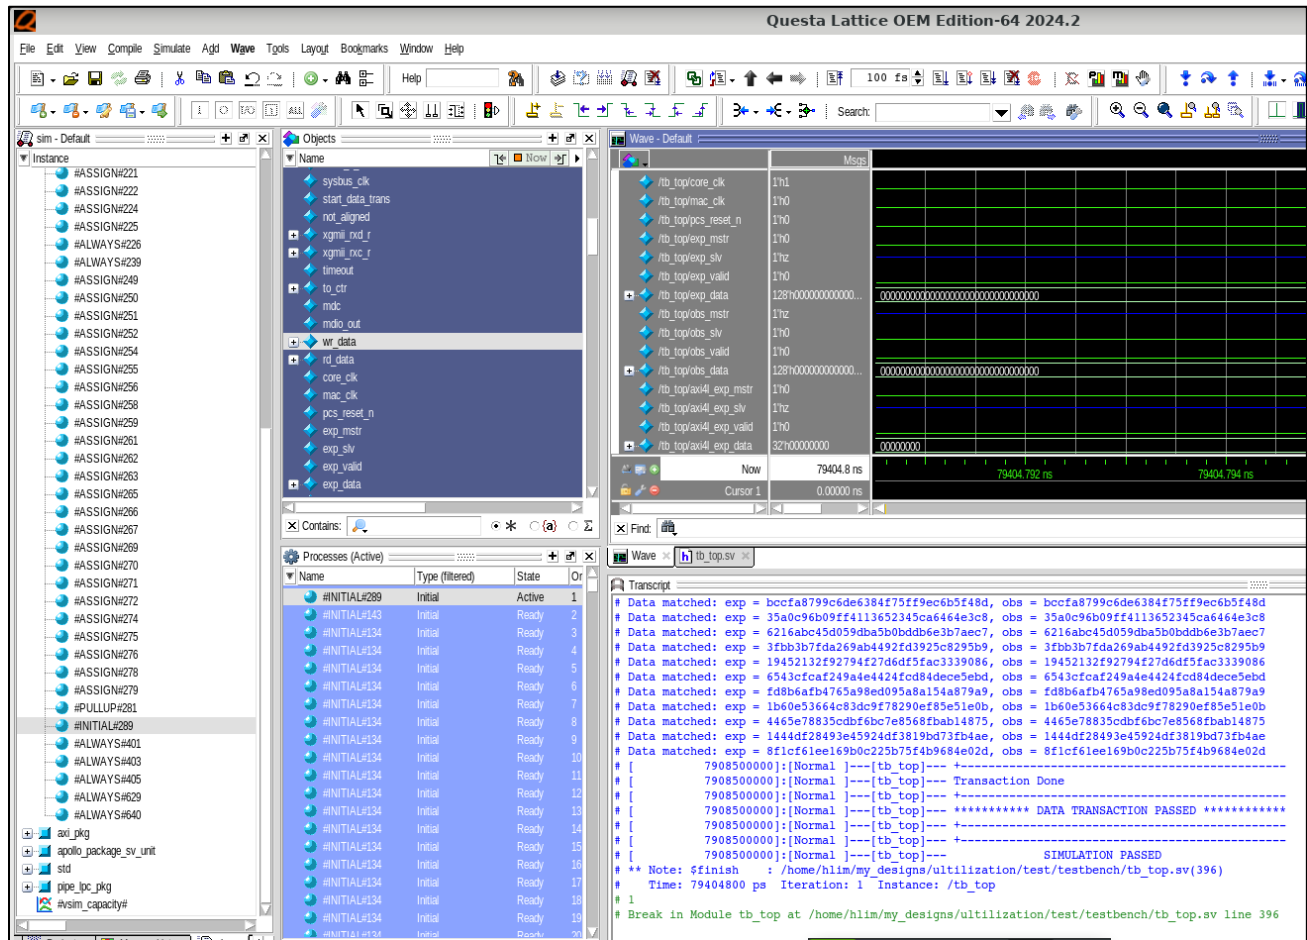 Questa Lattice OEM Edition-64 2024.2
File Edit View Compile Simulate Add Wave Tools Layout Bookmarks Window Help
Help 100 fs
Search:
sim - Default
Instance
#ASSIGN#221
#ASSIGN#222
#ASSIGN#224
#ASSIGN#225
#ALWAYS#226
#ALWAYS#239
#ASSIGN#249
#ASSIGN#250
#ASSIGN#251
#ASSIGN#252
#ASSIGN#254
#ASSIGN#255
#ASSIGN#256
#ASSIGN#258
#ASSIGN#259
#ASSIGN#261
#ASSIGN#262
#ASSIGN#263
#ASSIGN#265
#ASSIGN#266
#ASSIGN#267
#ASSIGN#269
#ASSIGN#270
#ASSIGN#271
#ASSIGN#272
#ASSIGN#274
#ASSIGN#275
#ASSIGN#276
#ASSIGN#278
#ASSIGN#279
#PULLUP#281
#INITIAL#289
#ALWAYS#401
#ALWAYS#403
#ALWAYS#405
#ALWAYS#629
#ALWAYS#640
axi_pkg
apollo_package_sv_unit
std
pipe_lpc_pkg
#vsim_capacity#
Objects
Name Now
sysbus_clk
start_data_trans
not_aligned
xgmii_rxd_r
xgmii_rxc_r
timeout
to_ctr
mdc
mdio_out
wr_data
rd_data
core_clk
mac_clk
pcs_reset_n
exp_mstr
exp_slv
exp_valid
exp_data
Contains:
Processes (Active)
Name Type (filtered) State Or
#INITIAL#289 Initial Active 1
#INITIAL#143 Initial Ready 2
#INITIAL#134 Initial Ready 3
#INITIAL#134 Initial Ready 4
#INITIAL#134 Initial Ready 5
#INITIAL#134 Initial Ready 6
#INITIAL#134 Initial Ready 7
#INITIAL#134 Initial Ready 8
#INITIAL#134 Initial Ready 9
#INITIAL#134 Initial Ready 10
#INITIAL#134 Initial Ready 11
#INITIAL#134 Initial Ready 12
#INITIAL#134 Initial Ready 13
#INITIAL#134 Initial Ready 14
#INITIAL#134 Initial Ready 15
#INITIAL#134 Initial Ready 16
#INITIAL#134 Initial Ready 17
#INITIAL#134 Initial Ready 18
#INITIAL#134 Initial Ready 19
#INITIAL#134 Initial Ready 20
Wave - Default
Msgs
/tb_top/core_clk 1'h1
/tb_top/mac_clk 1'h0
/tb_top/pcs_reset_n 1'h0
/tb_top/exp_mstr 1'h0
/tb_top/exp_slv 1'hz
/tb_top/exp_valid 1'h0
/tb_top/exp_data 128'h000000000000... 00000000000000000000000000000000
/tb_top/obs_mstr 1'hz
/tb_top/obs_slv 1'h0
/tb_top/obs_valid 1'h0
/tb_top/obs_data 128'h000000000000... 00000000000000000000000000000000
/tb_top/axi4l_exp_mstr 1'h0
/tb_top/axi4l_exp_slv 1'hz
/tb_top/axi4l_exp_valid 1'h0
/tb_top/axi4l_exp_data 32'h00000000 00000000
Now 79404.8 ns 79404.792 ns 79404.794 ns
Cursor 1 0.00000 ns
Find:
Wave tb_top.sv
Transcript
# Data matched: exp = bccfa8799c6de6384f75ff9ec6b5f48d, obs = bccfa8799c6de6384f75ff9ec6b5f48d
# Data matched: exp = 35a0c96b09ff4113652345ca6464e3c8, obs = 35a0c96b09ff4113652345ca6464e3c8
# Data matched: exp = 6216abc45d059dba5b0bddb6e3b7aec7, obs = 6216abc45d059dba5b0bddb6e3b7aec7
# Data matched: exp = 3fbb3b7fda269ab4492fd3925c8295b9, obs = 3fbb3b7fda269ab4492fd3925c8295b9
# Data matched: exp = 19452132f92794f27d6df5fac3339086, obs = 19452132f92794f27d6df5fac3339086
# Data matched: exp = 6543cfcaf249a4e4424fcd84dece5ebd, obs = 6543cfcaf249a4e4424fcd84dece5ebd
# Data matched: exp = fd8b6afb4765a98ed095a8a154a879a9, obs = fd8b6afb4765a98ed095a8a154a879a9
# Data matched: exp = 1b60e53664c83dc9f78290ef85e51e0b, obs = 1b60e53664c83dc9f78290ef85e51e0b
# Data matched: exp = 4465e78835cdbf6bc7e8568fbab14875, obs = 4465e78835cdbf6bc7e8568fbab14875
# Data matched: exp = 1444df28493e45924df3819bd73fb4ae, obs = 1444df28493e45924df3819bd73fb4ae
# Data matched: exp = 8f1cf61ee169b0c225b75f4b9684e02d, obs = 8f1cf61ee169b0c225b75f4b9684e02d
# [ 7908500000]:[Normal ]---[tb_top]--- +---------------------------------------------
# [ 7908500000]:[Normal ]---[tb_top]--- Transaction Done
# [ 7908500000]:[Normal ]---[tb_top]--- +---------------------------------------------
# [ 7908500000]:[Normal ]---[tb_top]--- *********** DATA TRANSACTION PASSED ************
# [ 7908500000]:[Normal ]---[tb_top]--- +---------------------------------------------
# [ 7908500000]:[Normal ]---[tb_top]--- +---------------------------------------------
# [ 7908500000]:[Normal ]---[tb_top]--- SIMULATION PASSED
# ** Note: $finish : /home/hlim/my_designs/ultilization/test/testbench/tb_top.sv(396)
# Time: 79404800 ps Iteration: 1 Instance: /tb_top
# 1
# Break in Module tb_top at /home/hlim/my_designs/ultilization/test/testbench/tb_top.sv line 396